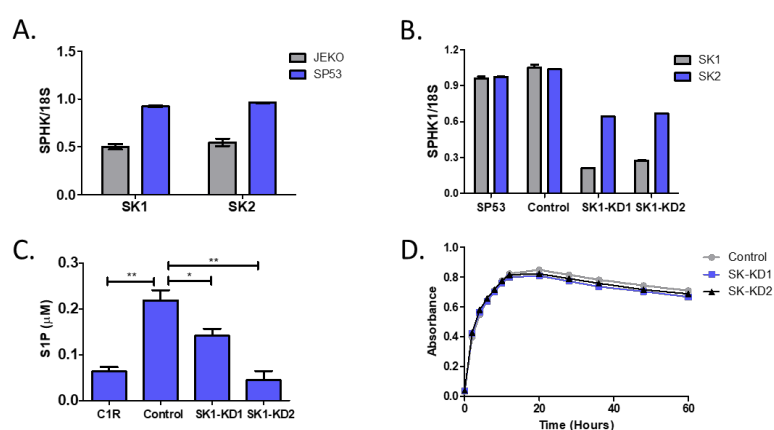 A.
SPHK/18S
1.5
1.0
0.5
0.0
SK1
SK2
JEKO
SP53
B.
SPHK1/18S
1.2
0.9
0.6
0.3
0.0
SP53
Control
SK1-KD1
SK1-KD2
SK1
SK2
C.
S1P (µM)
0.3
0.2
0.1
0.0
**
*
**
C1R
Control
SK1-KD1
SK1-KD2
D.
Absorbance
1.0
0.8
0.6
0.4
0.2
0.0
0
20
40
60
Time (Hours)
Control
SK-KD1
SK-KD2